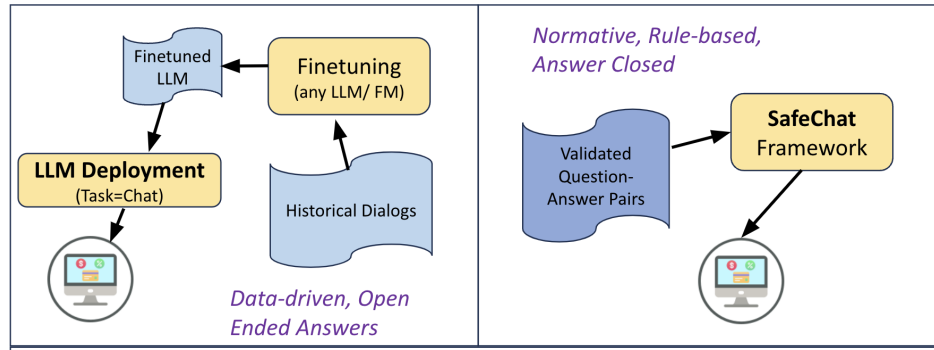 Finetuned
LLM
Finetuning
(any LLM/ FM)
LLM Deployment
(Task=Chat)
Historical Dialogs
Data-driven, Open
Ended Answers
Normative, Rule-based,
Answer Closed
Validated
Question-
Answer Pairs
SafeChat
Framework